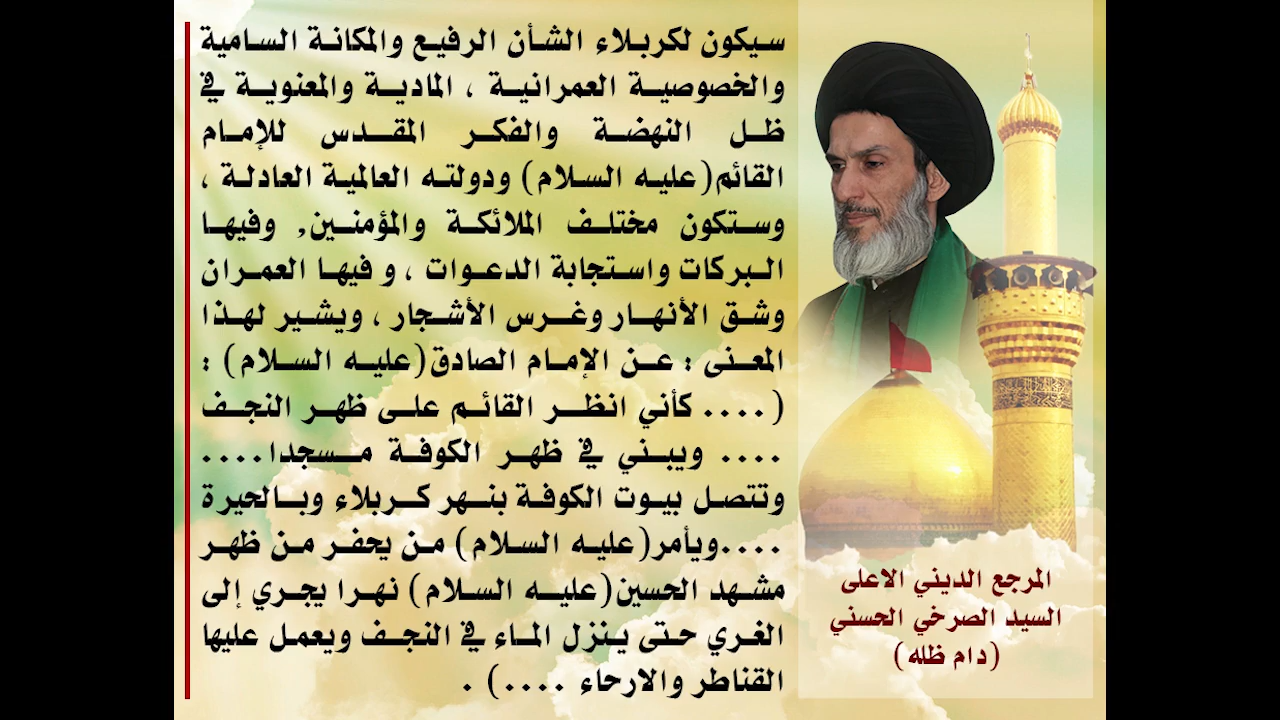 سيكون لكربلاء الشأن الرفيع والمكانة السامية
والخصوصية العمرانية ، المادية والمعنوية في
ظل النهضة والفكر المقدس للإمام
القائم(عليه السلام) ودولته العالمية العادلة ،
وستكون مختلف الملائكة والمؤمنين, وفيها
البركات واستجابة الدعوات ، و فيها العمران
وشق الأنهار وغرس الأشجار ، ويشير لهذا
المعنى : عن الإمام الصادق(عليه السلام) :
(.... كأني انظر القائم على ظهر النجف
.... ويبني في ظهر الكوفة مسجدا....
وتتصل بيوت الكوفة بنهر كربلاء وبالحيرة
....ويأمر(عليه السلام) من يحفر من ظهر
مشهد الحسين(عليه السلام) نهرا يجري إلى
الغري حتى ينزل الماء في النجف ويعمل عليها
القناطر والارحاء ....) .
المرجع الديني الاعلى
السيد الصرخي الحسني
(دام ظله)